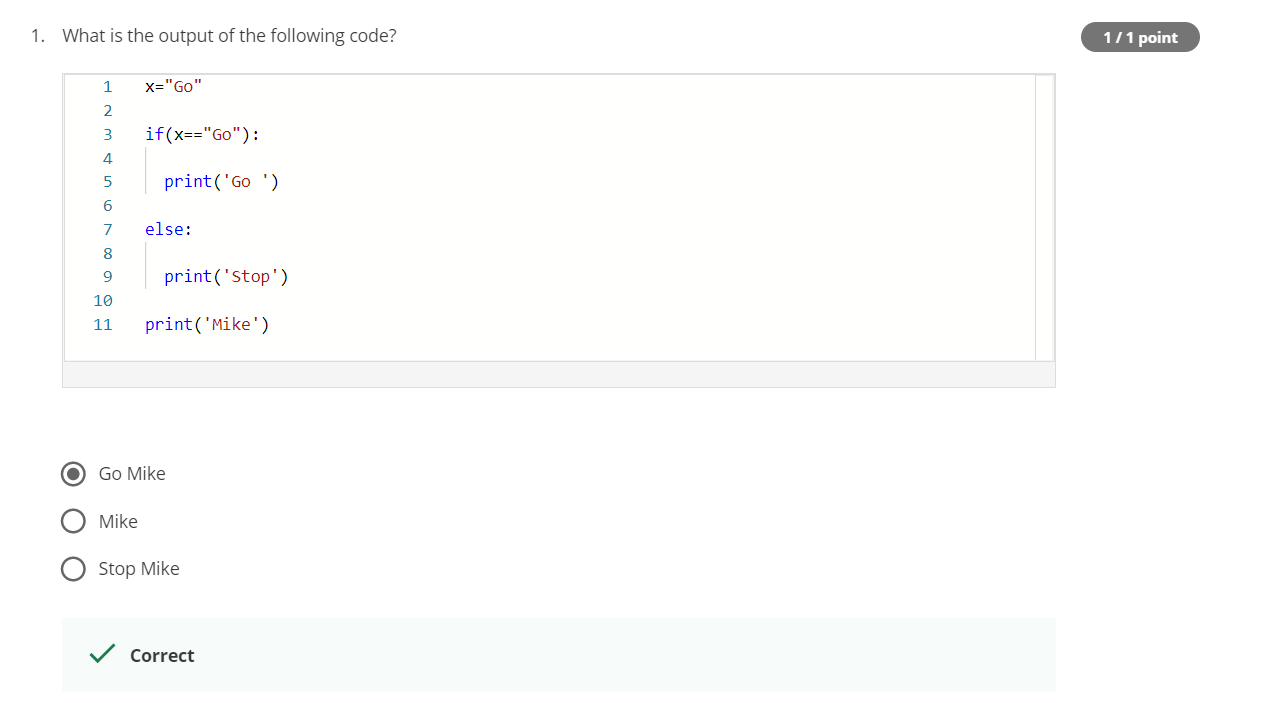 1. What is the output of the following code?
1 / 1 point
1 x="Go"
2
3 if(x=="Go"):
4
5 print('Go ')
6
7 else:
8
9 print('Stop')
10
11 print('Mike')
Go Mike
Mike
Stop Mike
Correct